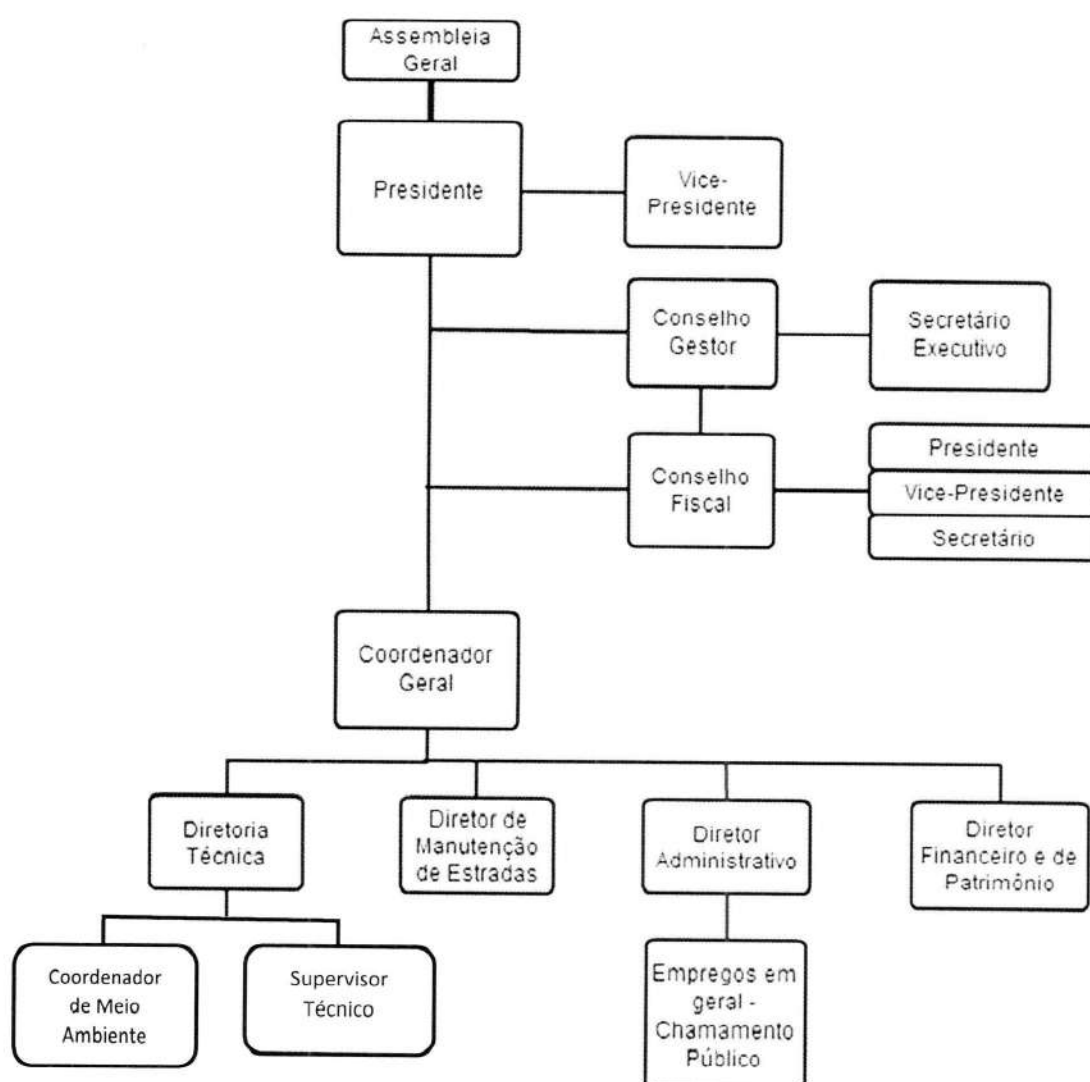 Assembleia
Geral
Presidente
Vice-
Presidente
Conselho
Gestor
Secretário
Executivo
Conselho
Fiscal
Presidente
Vice-Presidente
Secretário
Coordenador
Geral
Diretoria
Técnica
Diretor de
Manutenção
de Estradas
Diretor
Administrativo
Diretor
Financeiro e de
Patrimônio
Coordenador
de Meio
Ambiente
Supervisor
Técnico
Empregos em
geral -
Chamamento
Público